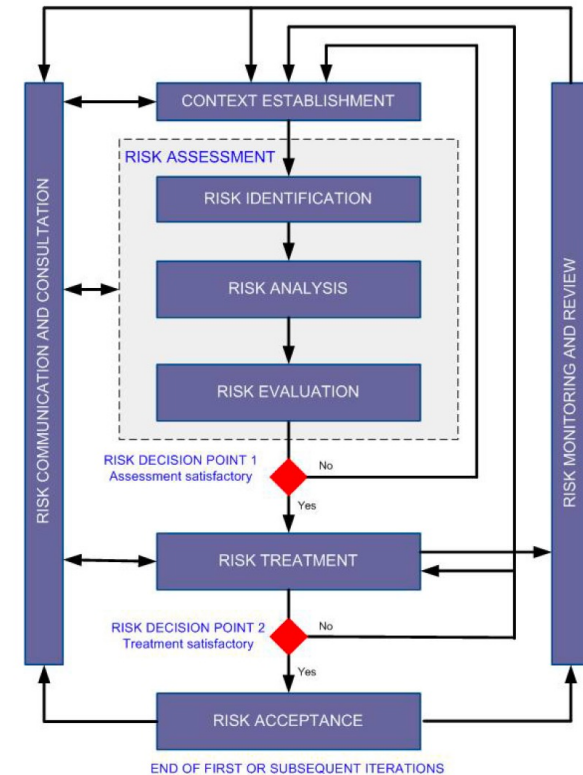 CONTEXT ESTABLISHMENT
RISK ASSESSMENT
RISK IDENTIFICATION
RISK ANALYSIS
RISK EVALUATION
RISK COMMUNICATION AND CONSULTATION
RISK MONITORING AND REVIEW
RISK DECISION POINT 1
Assessment satisfactory
No
Yes
RISK TREATMENT
RISK DECISION POINT 2
Treatment satisfactory
No
Yes
RISK ACCEPTANCE
END OF FIRST OR SUBSEQUENT ITERATIONS